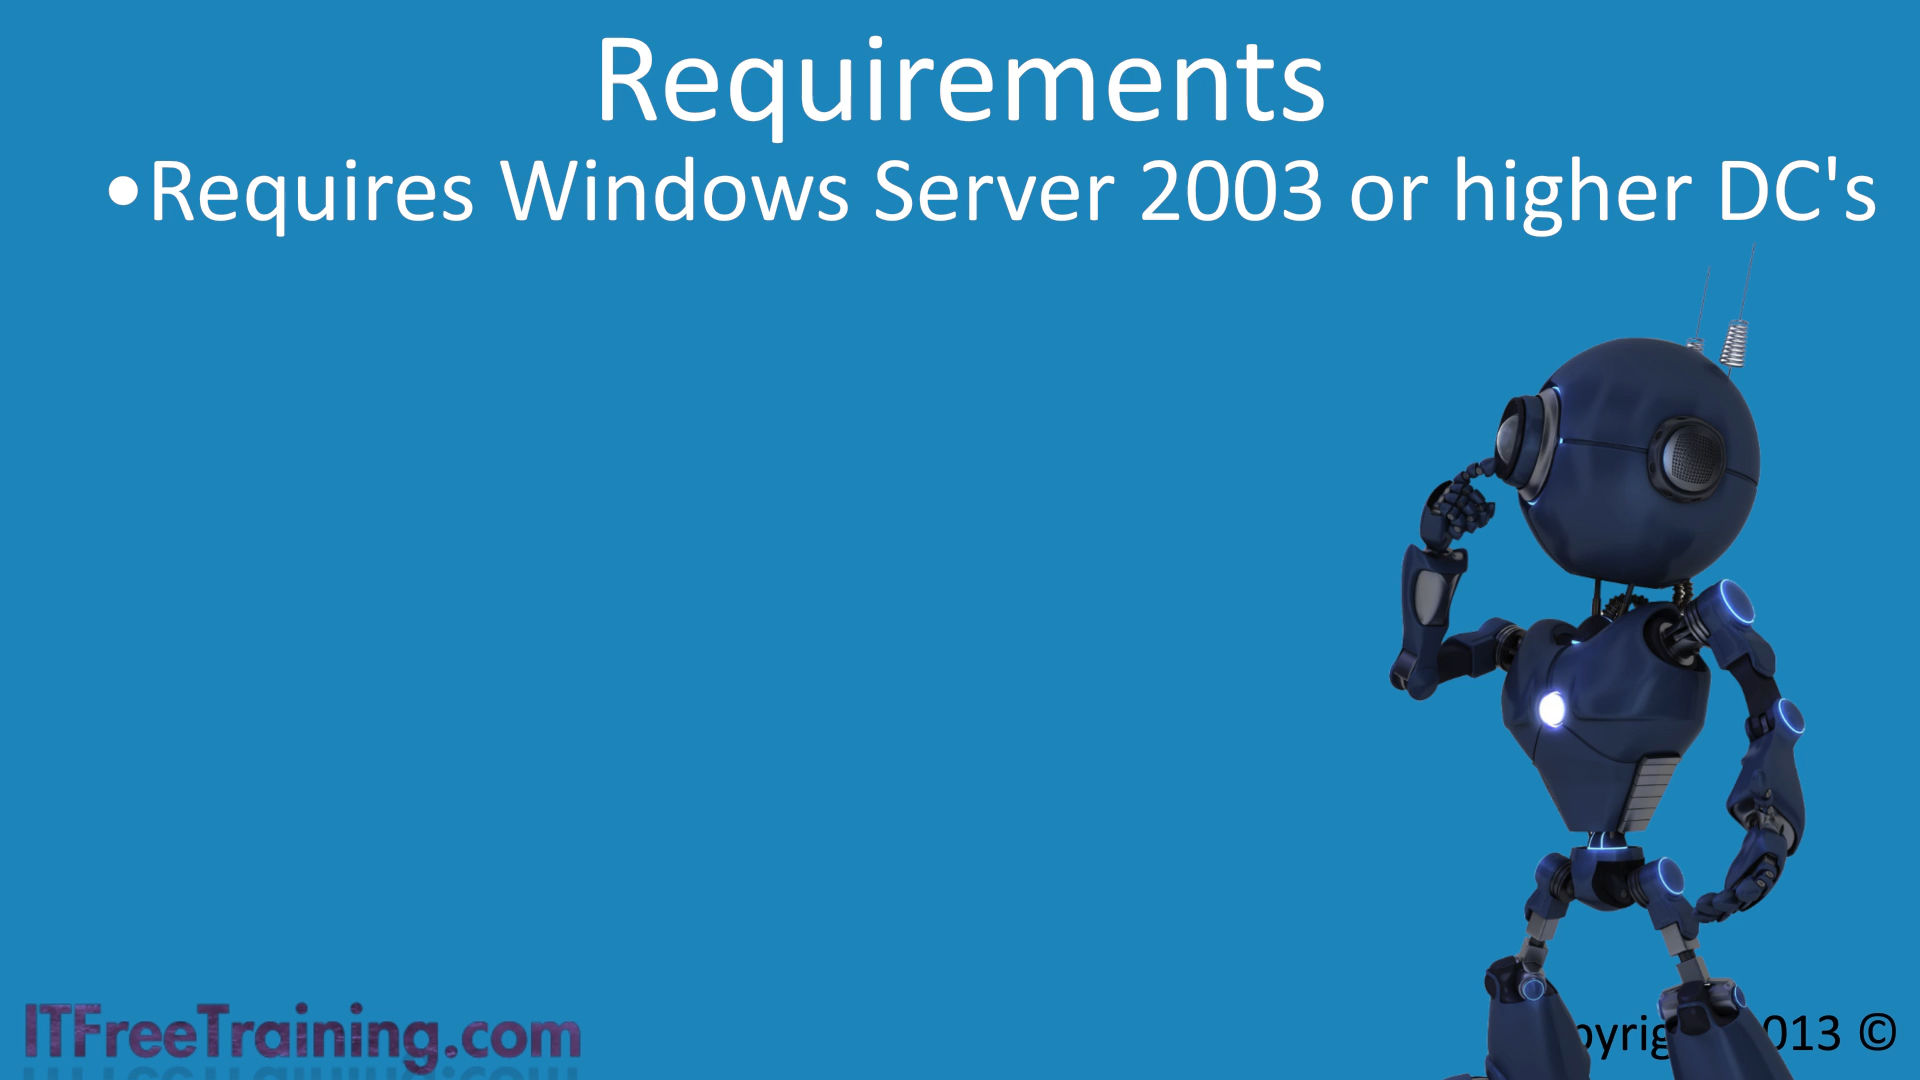 Requirements
•Requires Windows Server 2003 or higher DC's
ITFreeTraining.com
©